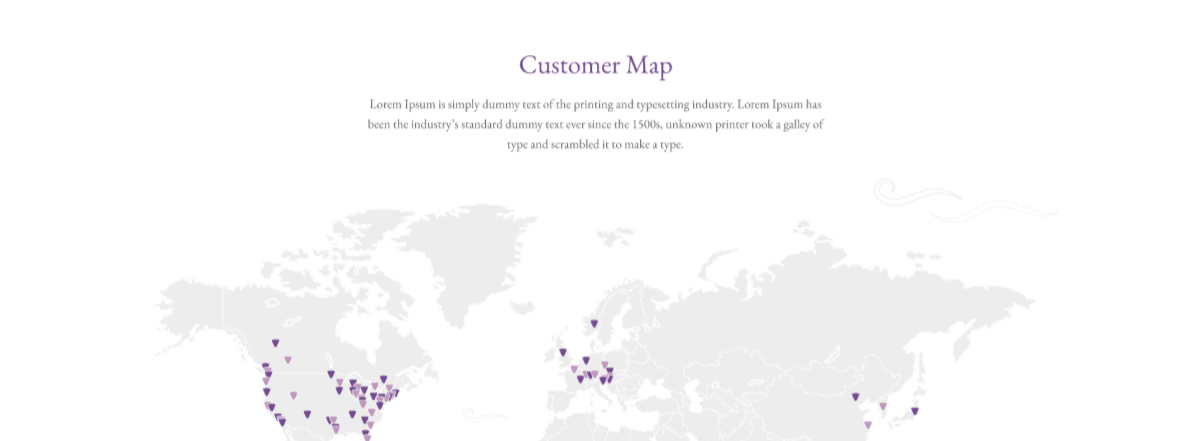 Customer Map
Lorem Ipsum is simply dummy text of the printing and typesetting industry. Lorem Ipsum has
been the industry's standard dummy text ever since the 1500s, unknown printer took a galley of
type and scrambled it to make a type.